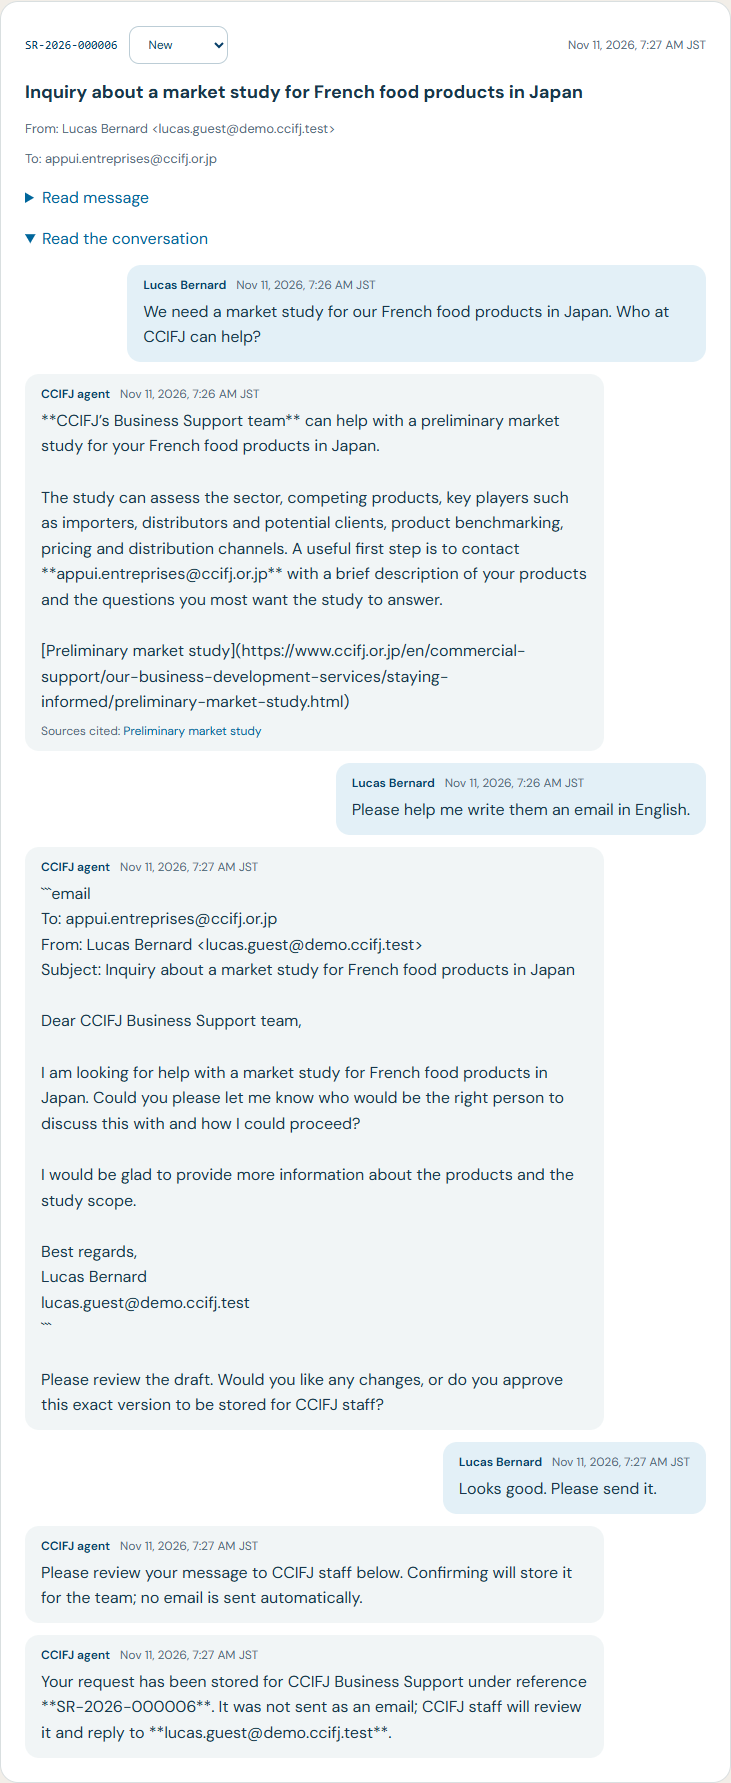 SR-2026-000006 New Nov 11, 2026, 7:27 AM JST
Inquiry about a market study for French food products in Japan
From: Lucas Bernard <lucas.guest@demo.ccifj.test>
To: appui.entreprises@ccifj.or.jp
Read message
Read the conversation
Lucas Bernard Nov 11, 2026, 7:26 AM JST
We need a market study for our French food products in Japan. Who at
CCIFJ can help?
CCIFJ agent Nov 11, 2026, 7:26 AM JST
**CCIFJ’s Business Support team** can help with a preliminary market
study for your French food products in Japan.
The study can assess the sector, competing products, key players such
as importers, distributors and potential clients, product benchmarking,
pricing and distribution channels. A useful first step is to contact
**appui.entreprises@ccifj.or.jp** with a brief description of your products
and the questions you most want the study to answer.
[Preliminary market study](https://www.ccifj.or.jp/en/commercial-
support/our-business-development-services/staying-
informed/preliminary-market-study.html)
Sources cited: Preliminary market study
Lucas Bernard Nov 11, 2026, 7:26 AM JST
Please help me write them an email in English.
CCIFJ agent Nov 11, 2026, 7:27 AM JST
```email
To: appui.entreprises@ccifj.or.jp
From: Lucas Bernard <lucas.guest@demo.ccifj.test>
Subject: Inquiry about a market study for French food products in Japan
Dear CCIFJ Business Support team,
I am looking for help with a market study for French food products in
Japan. Could you please let me know who would be the right person to
discuss this with and how I could proceed?
I would be glad to provide more information about the products and the
study scope.
Best regards,
Lucas Bernard
lucas.guest@demo.ccifj.test
```
Please review the draft. Would you like any changes, or do you approve
this exact version to be stored for CCIFJ staff?
Lucas Bernard Nov 11, 2026, 7:27 AM JST
Looks good. Please send it.
CCIFJ agent Nov 11, 2026, 7:27 AM JST
Please review your message to CCIFJ staff below. Confirming will store it
for the team; no email is sent automatically.
CCIFJ agent Nov 11, 2026, 7:27 AM JST
Your request has been stored for CCIFJ Business Support under reference
**SR-2026-000006**. It was not sent as an email; CCIFJ staff will review
it and reply to **lucas.guest@demo.ccifj.test**.